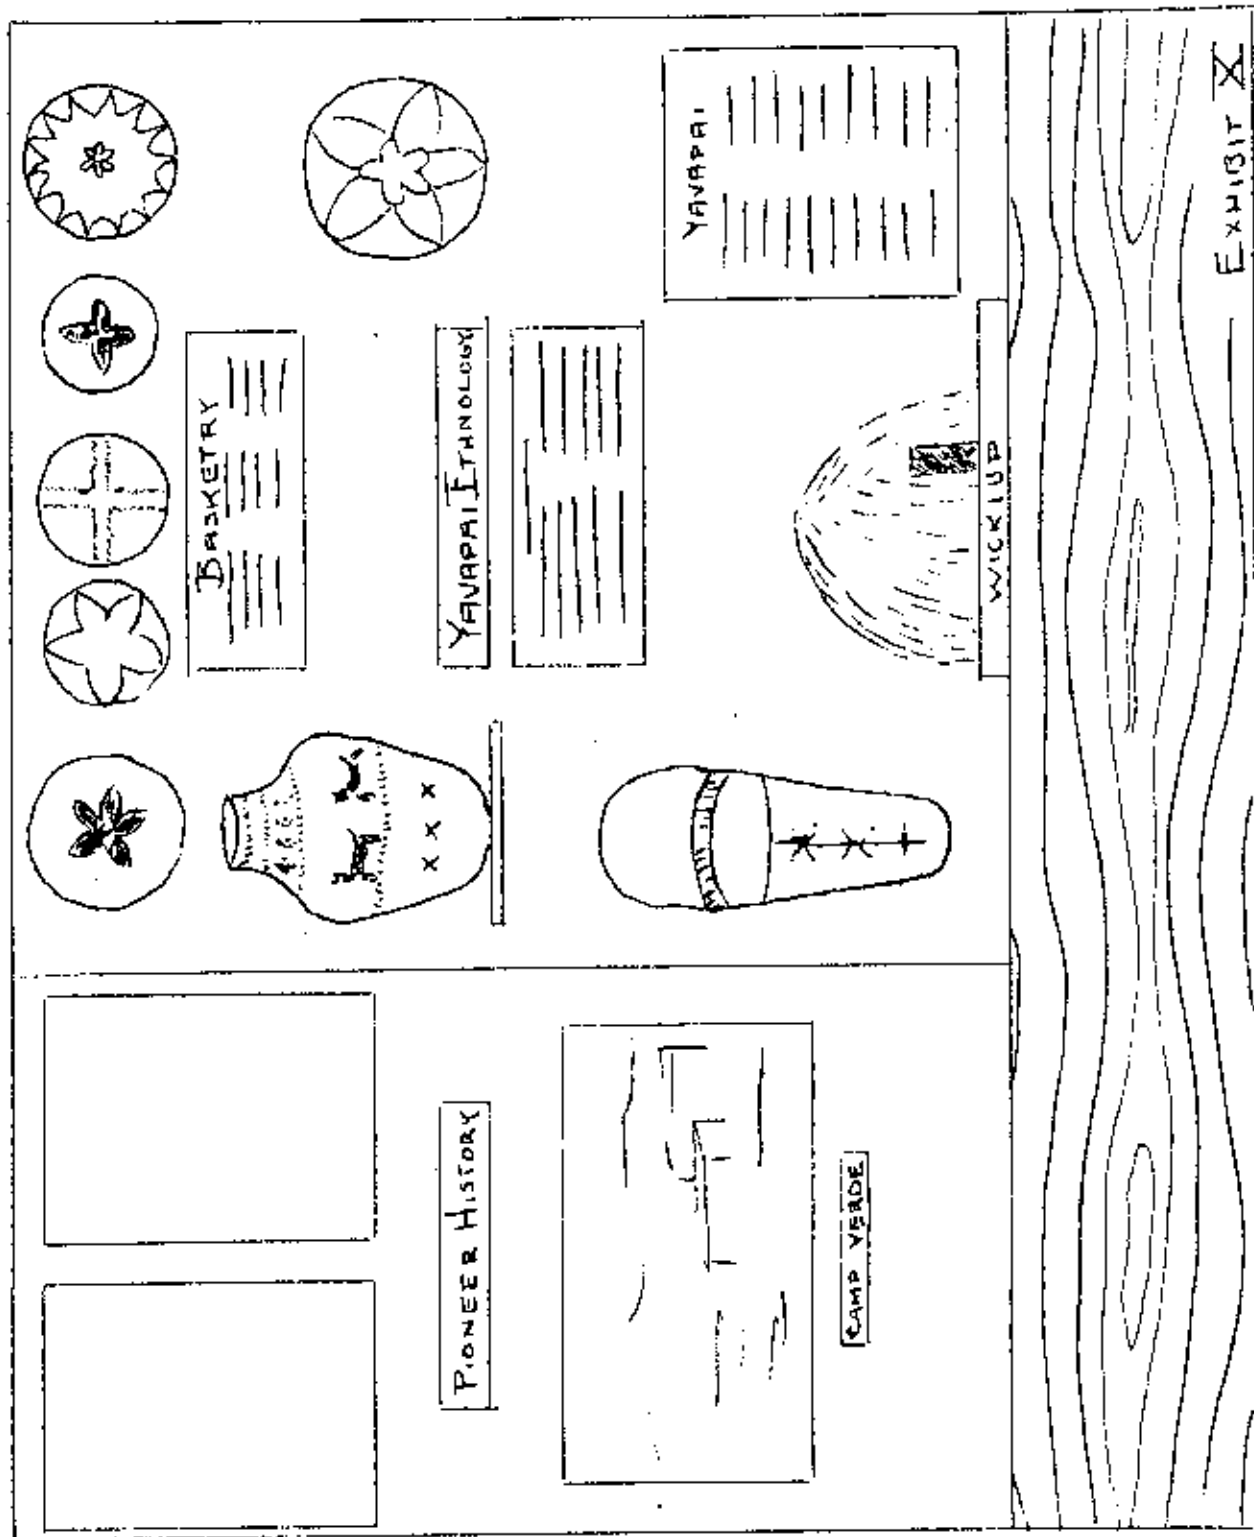 BASKETRY
PIONEER HISTORY
YAVAPAI ETHNOLOGY
YAVAPAI
CAMP VERDE
WICKIUP
EXHIBIT X